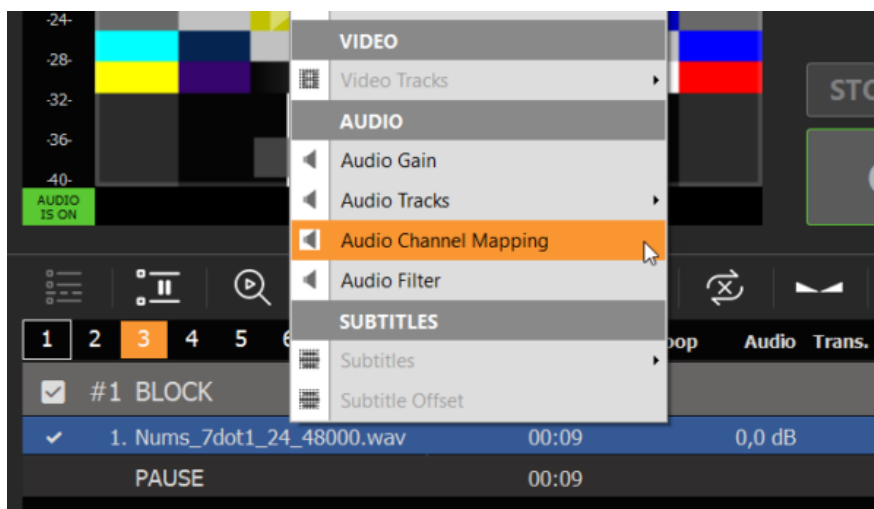 -24-
-28-
-32-
-36-
-40-
AUDIO
IS ON
VIDEO
Video Tracks
AUDIO
Audio Gain
Audio Tracks
Audio Channel Mapping
Audio Filter
SUBTITLES
Subtitles
Subtitle Offset
STO
1 2 3 4 5 6 oop Audio Trans.
#1 BLOCK
1. Nums_7dot1_24_48000.wav 00:09 0,0 dB
PAUSE 00:09